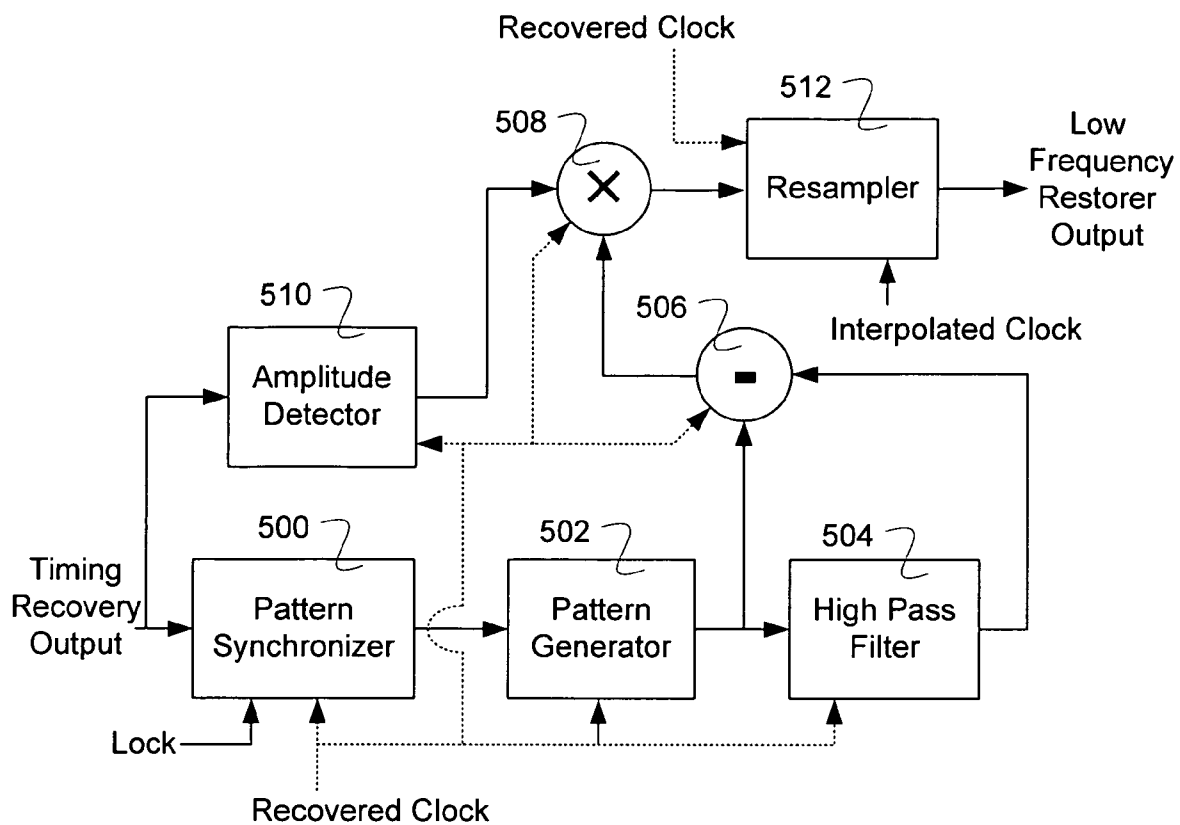 Recovered Clock
512
508
Resampler
Low
Frequency
Restorer
Output
510
506
Interpolated Clock
Amplitude
Detector
500
502
504
Timing
Recovery
Output
Pattern
Synchronizer
Pattern
Generator
High Pass
Filter
Lock
Recovered Clock